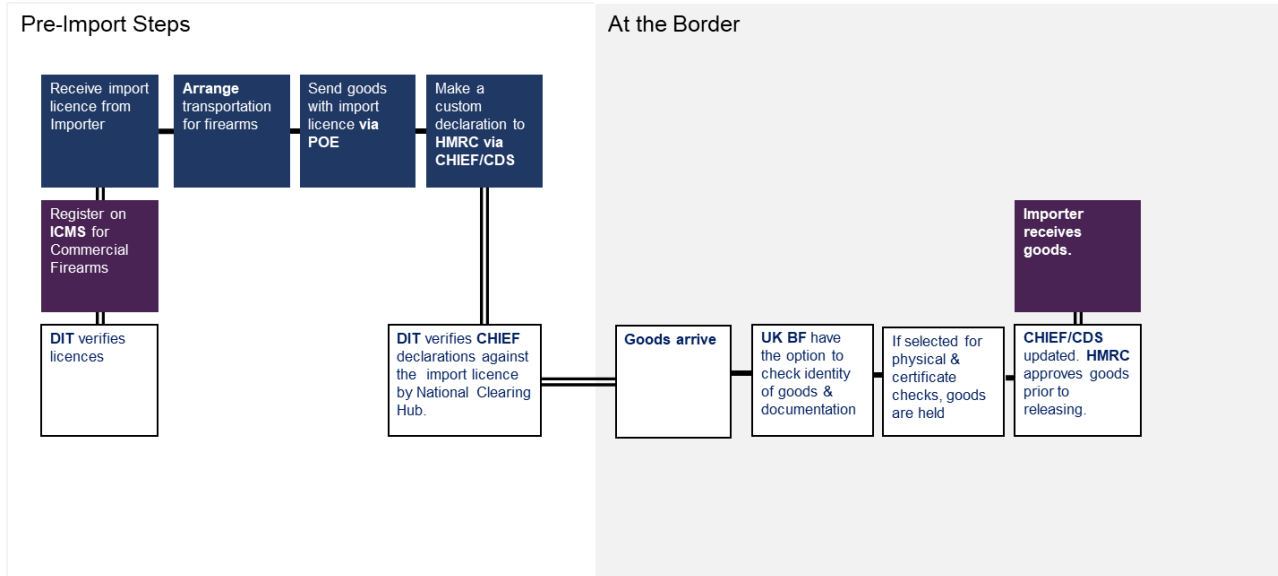 Pre-Import Steps
At the Border
Receive import
licence from
Importer
Arrange
transportation
for firearms
Send goods
with import
licence via
POE
Make a
custom
declaration to
HMRC via
CHIEF/CDS
Register on
ICMS for
Commercial
Firearms
Importer
receives
goods.
DIT verifies
licences
DIT verifies CHIEF
declarations against
the import licence
by National Clearing
Hub.
Goods arrive
UK BF have
the option to
check identity
of goods &
documentation
If selected for
physical &
certificate
checks, goods
are held
CHIEF/CDS
updated. HMRC
approves goods
prior to
releasing.